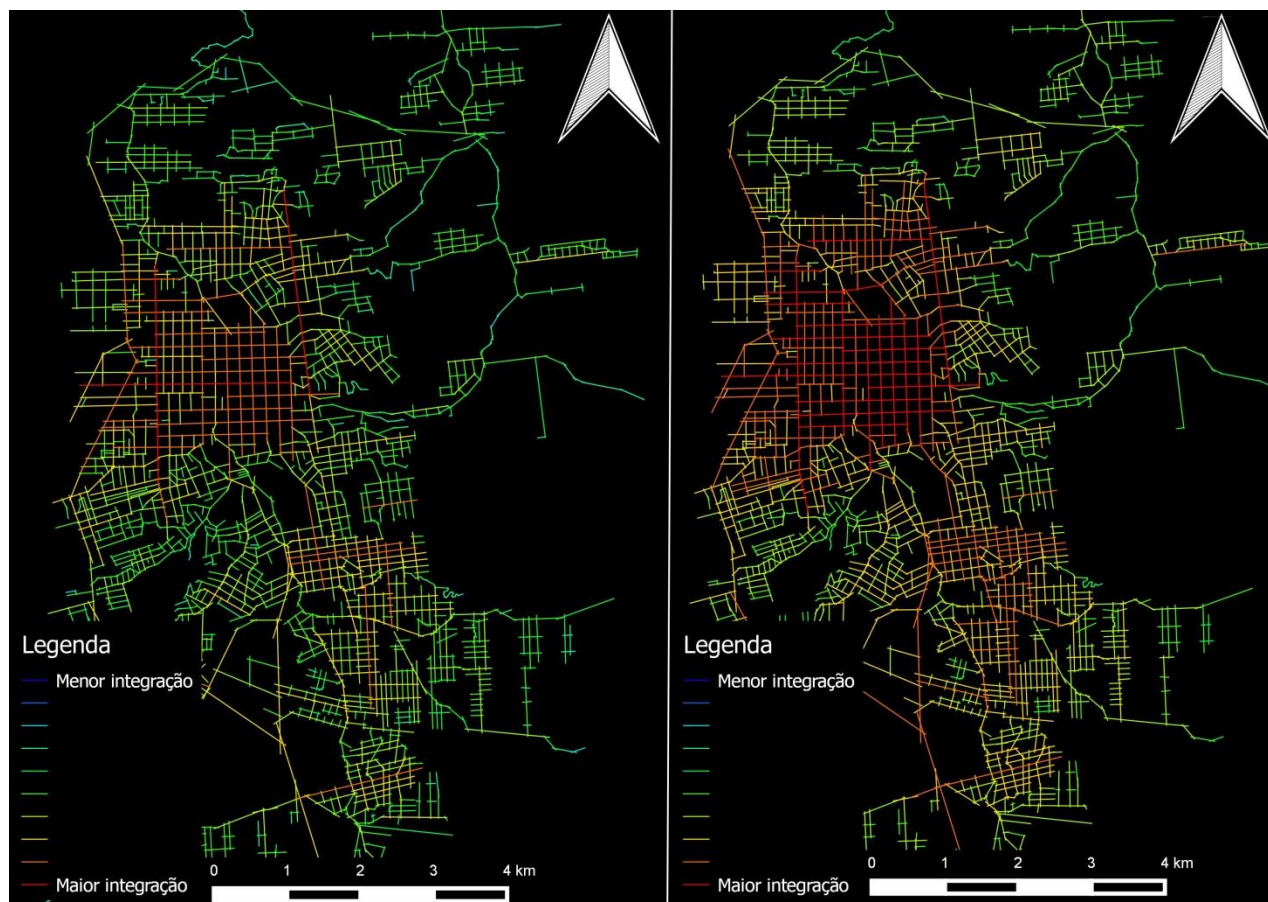 Legenda
Menor integração
Maior integração
0 1 2 3 4 km
Legenda
Menor integração
Maior integração
0 1 2 3 4 km